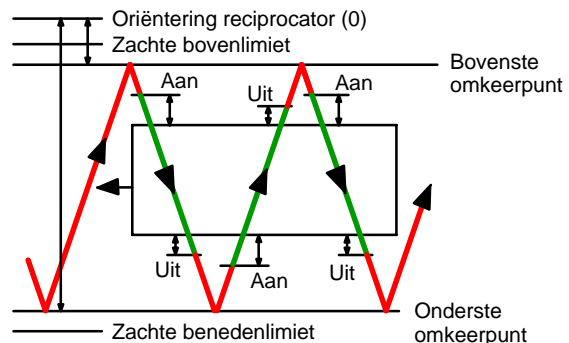 Oriëntering reciprocator (0)
Zachte bovenlimiet
Bovenste
omkeerpunt
Aan
Uit
Aan
Uit
Aan
Uit
Onderste
omkeerpunt
Zachte benedenlimiet